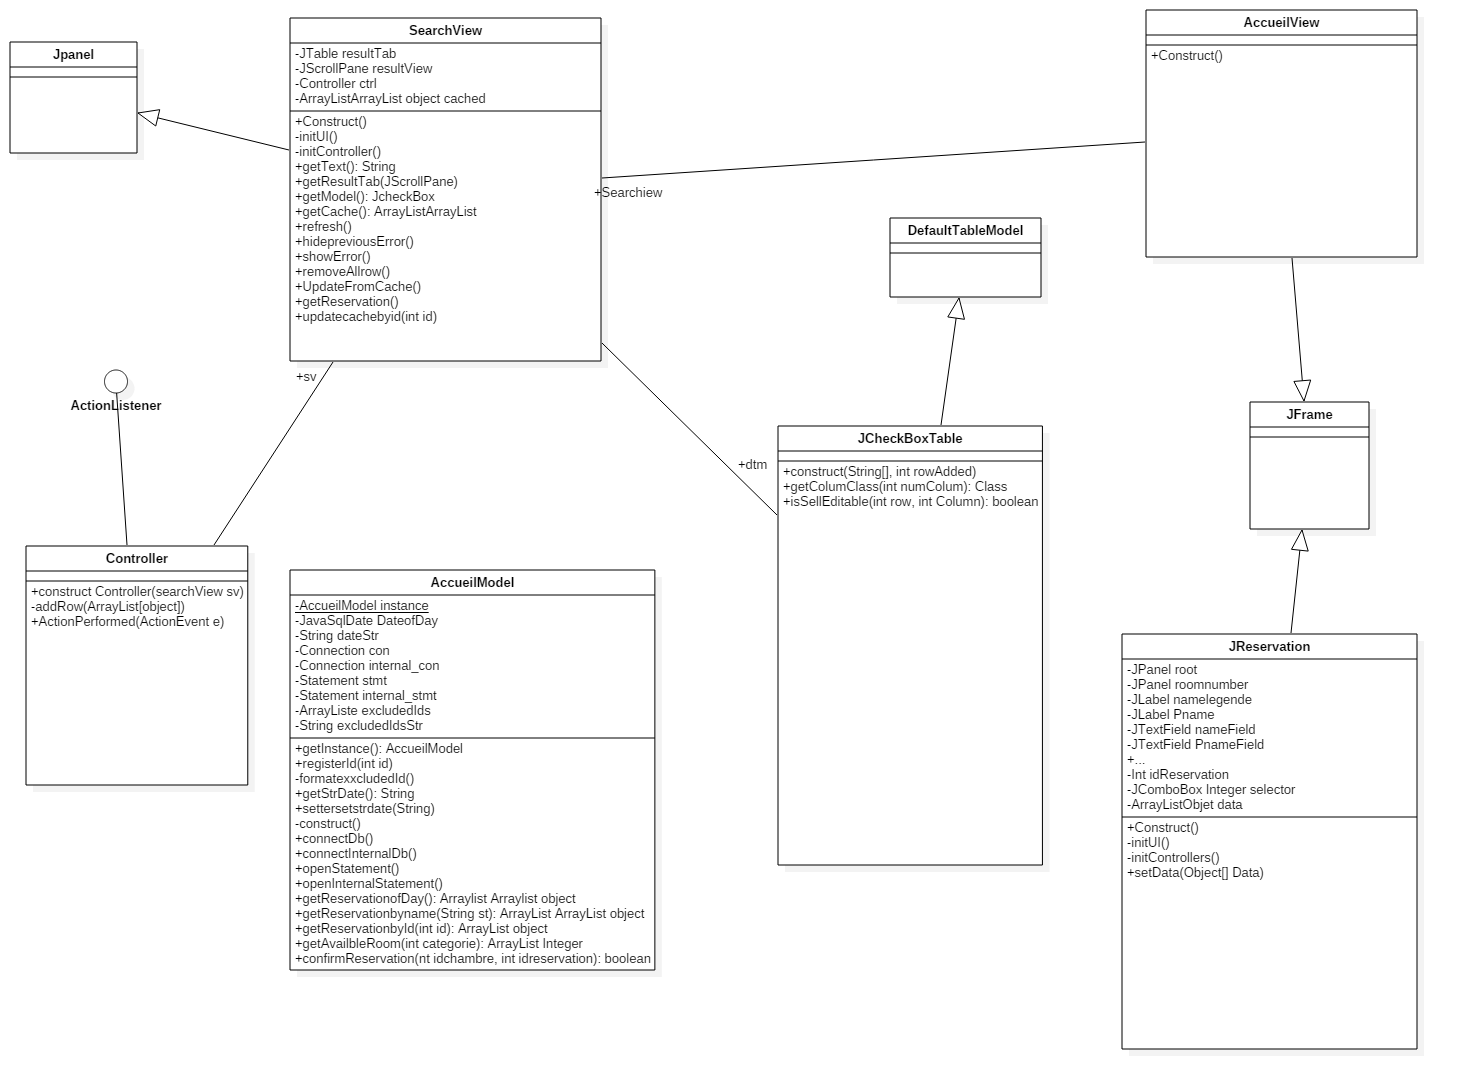 Jpanel
SearchView
-JTable resultTab
-JScrollPane resultView
-Controller ctrl
-ArrayListArrayList object cached
+Construct()
-initUI()
-initController()
+getText(): String
+getResultTab(JScrollPane)
+getModel(): JcheckBox
+getCache(): ArrayListArrayList
+refresh()
+hidepreviousError()
+showError()
+removeAllrow()
+UpdateFromCache()
+getReservation()
+updatecachebyid(int id)
AccueilView
+Construct()
+Searchiew
DefaultTableModel
+sv
ActionListener
+dtm
JFrame
JCheckBoxTable
+construct(String[], int rowAdded)
+getColumClass(int numColum): Class
+isSellEditable(int row, int Column): boolean
Controller
+construct Controller(searchView sv)
-addRow(ArrayList[object])
+ActionPerformed(ActionEvent e)
AccueilModel
-AccueilModel instance
-JavaSqlDate DateofDay
-String dateStr
-Connection con
-Connection internal_con
-Statement stmt
-Statement internal_stmt
-ArrayListe excludedIds
-String excludedIdsStr
+getInstance(): AccueilModel
+registerId(int id)
-formatexxcludedId()
+getStrDate(): String
+settersetstrdate(String)
-construct()
+connectDb()
+connectInternalDb()
+openStatement()
+openInternalStatement()
+getReservationofDay(): Arraylist Arraylist object
+getReservationbyname(String st): ArrayList ArrayList object
+getReservationbyId(int id): ArrayList object
+getAvailbleRoom(int categorie): ArrayList Integer
+confirmReservation(nt idchambre, int idreservation): boolean
JReservation
-JPanel root
-JPanel roomnumber
-JLabel namelegende
-JLabel Pname
-JTextField nameField
-JTextField PnameField
+...
-Int idReservation
-JComboBox Integer selector
-ArrayListObjet data
+Construct()
-initUI()
-initControllers()
+setData(Object[] Data)